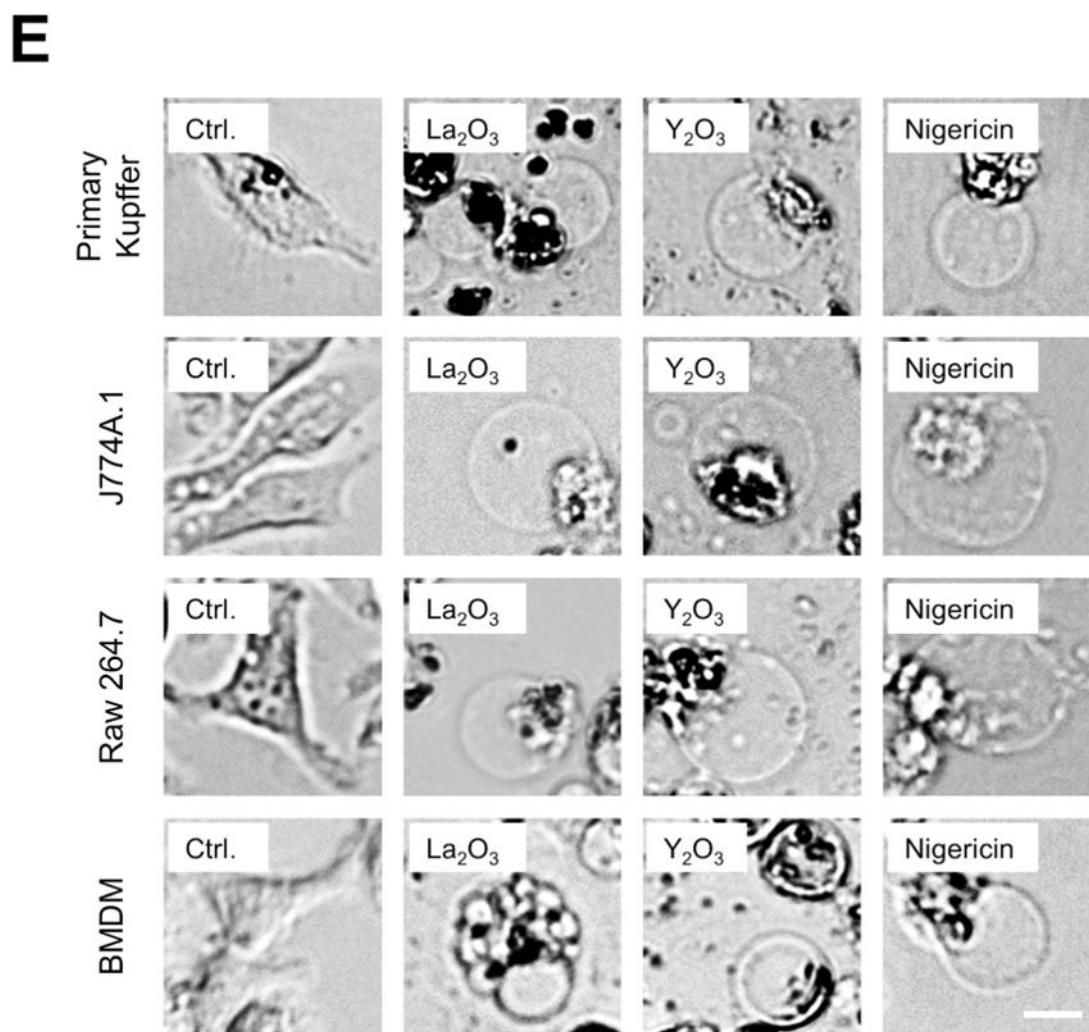 E
Primary
Kupffer
Ctrl.
La₂O₃
Y₂O₃
Nigericin
J774A.1
Ctrl.
La₂O₃
Y₂O₃
Nigericin
Raw 264.7
Ctrl.
La₂O₃
Y₂O₃
Nigericin
BMDM
Ctrl.
La₂O₃
Y₂O₃
Nigericin